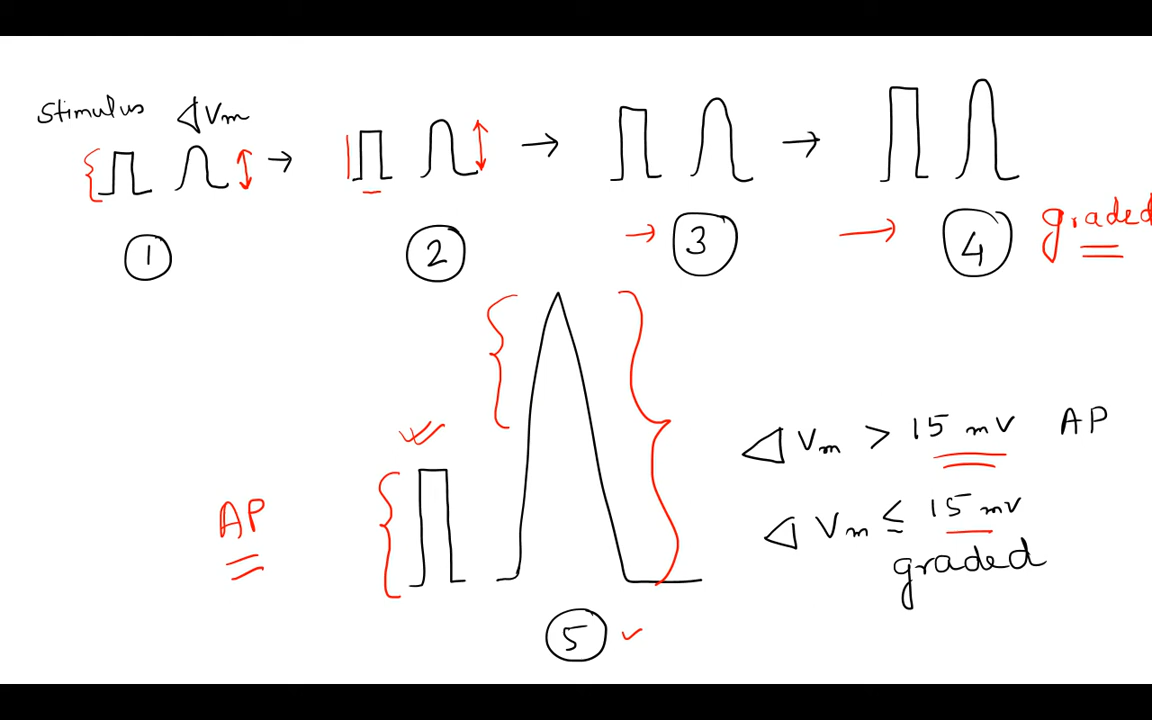 Stimulus ΔVm
→ → →
1 2 → 3 → 4 graded
ΔVm > 15 mV AP
AP
ΔVm ≤ 15 mV
graded
5